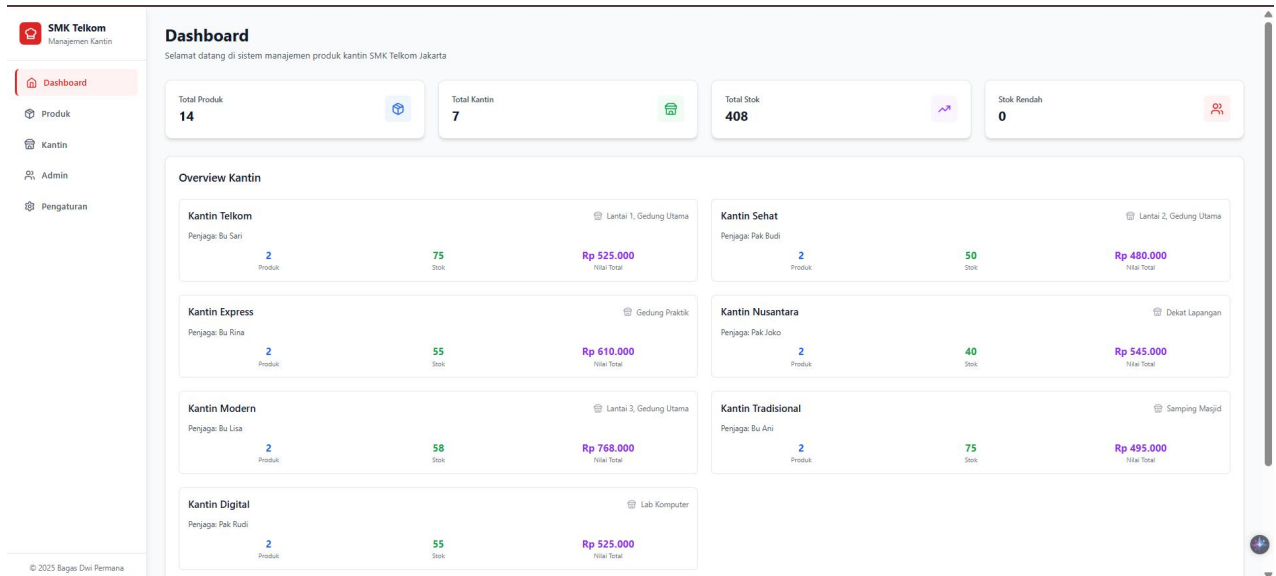 SMK Telkom
Manajemen Kantin
Dashboard
Produk
Kantin
Admin
Pengaturan
© 2025 Bagas Dwi Permana
Dashboard
Selamat datang di sistem manajemen produk kantin SMK Telkom Jakarta
Total Produk
14
Total Kantin
7
Total Stok
408
Stok Rendah
0
Overview Kantin
Kantin Telkom
Lantai 1, Gedung Utama
Penjaga: Bu Sari
2 75 Rp 525.000
Produk Stok Nilai Total
Kantin Sehat
Lantai 2, Gedung Utama
Penjaga: Pak Budi
2 50 Rp 480.000
Produk Stok Nilai Total
Kantin Express
Gedung Praktik
Penjaga: Bu Rina
2 55 Rp 610.000
Produk Stok Nilai Total
Kantin Nusantara
Dekat Lapangan
Penjaga: Pak Joko
2 40 Rp 545.000
Produk Stok Nilai Total
Kantin Modern
Lantai 3, Gedung Utama
Penjaga: Bu Lisa
2 58 Rp 768.000
Produk Stok Nilai Total
Kantin Tradisional
Samping Masjid
Penjaga: Bu Ani
2 75 Rp 495.000
Produk Stok Nilai Total
Kantin Digital
Lab Komputer
Penjaga: Pak Rudi
2 55 Rp 525.000
Produk Stok Nilai Total